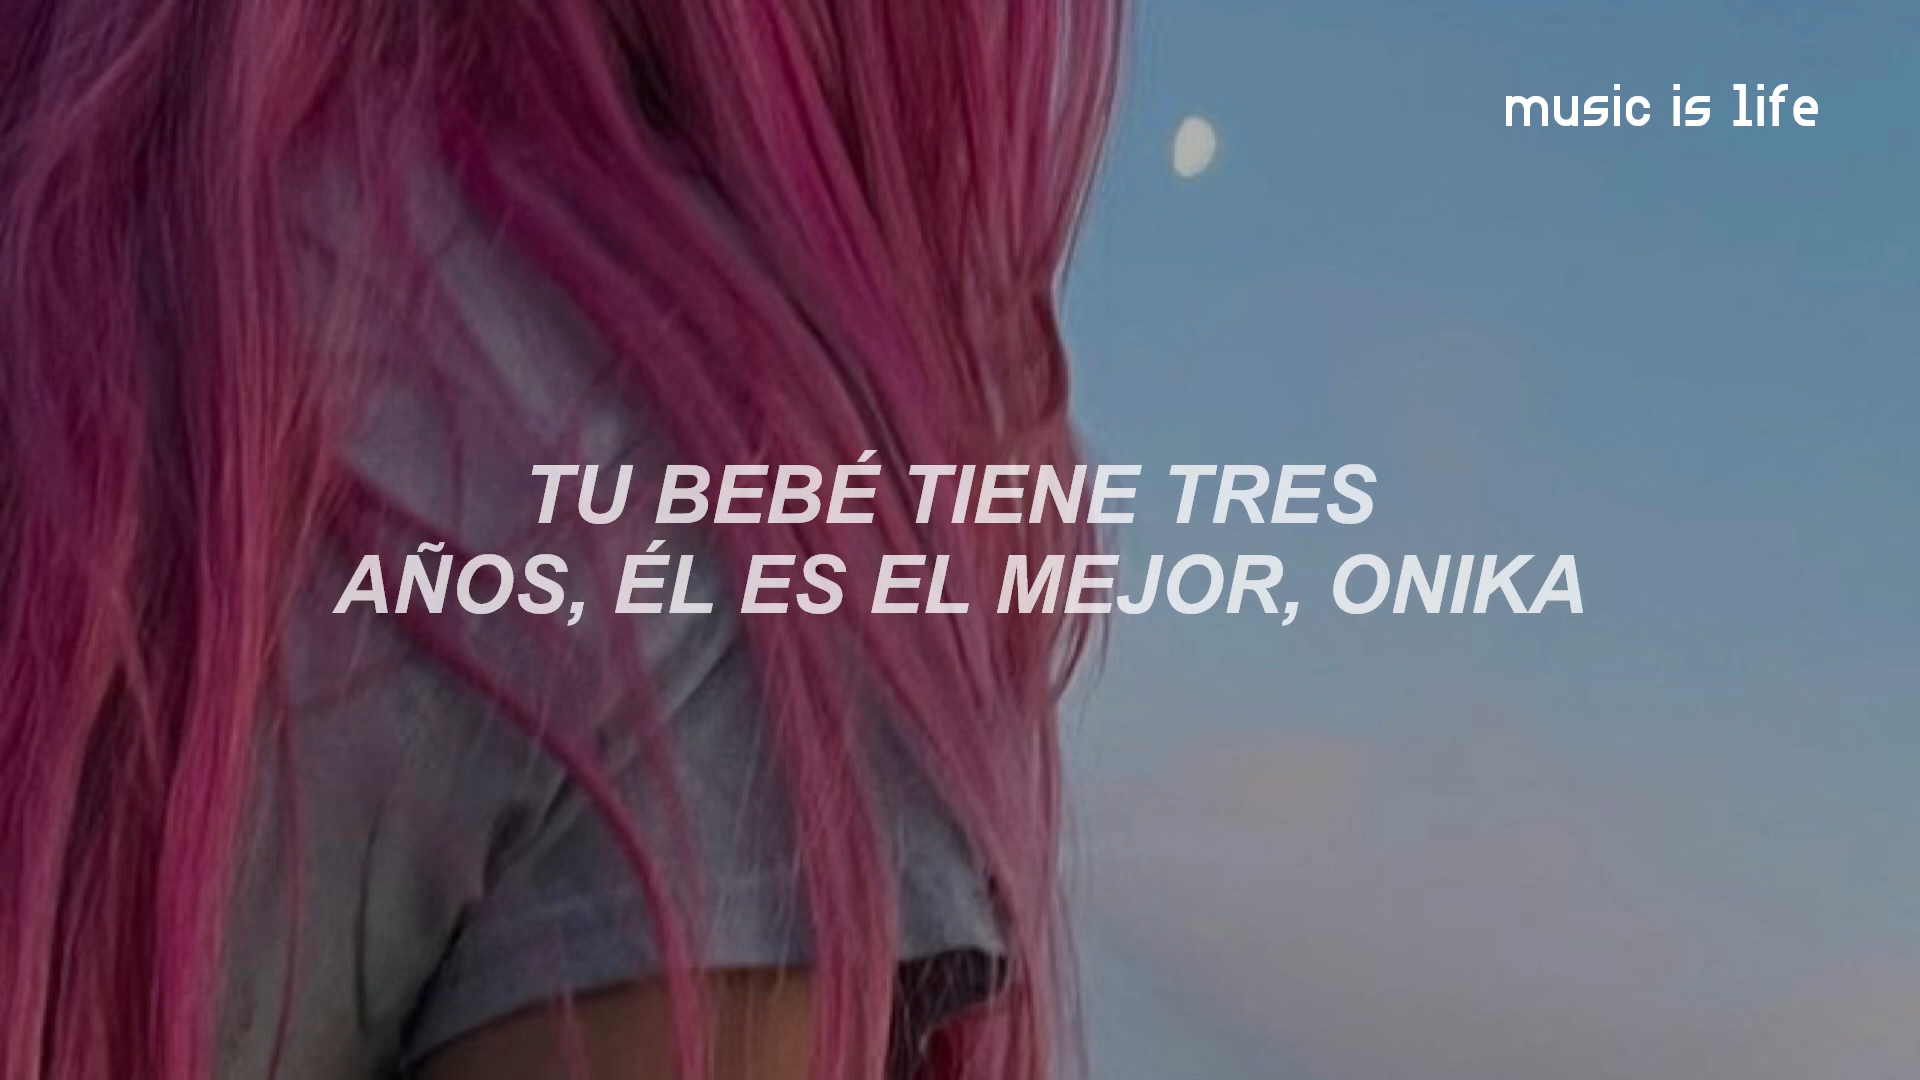 music is life
TU BEBÉ TIENE TRES
AÑOS, ÉL ES EL MEJOR, ONIKA